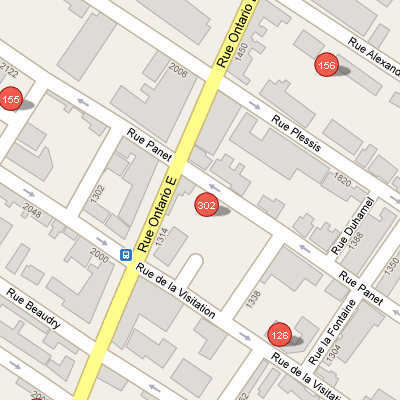 Rue Ontario
1450
Rue Alexand
156
2122
2006
155
Rue Plessis
Rue Panet
1820
1302
Rue Ontario E
302
2048
Rue Duhamel
1314
1388
2000
Rue de la Visitation
1350
Rue Panet
Rue Beaudry
1338
Rue la Fontaine
126
1304
Rue de la Visitati